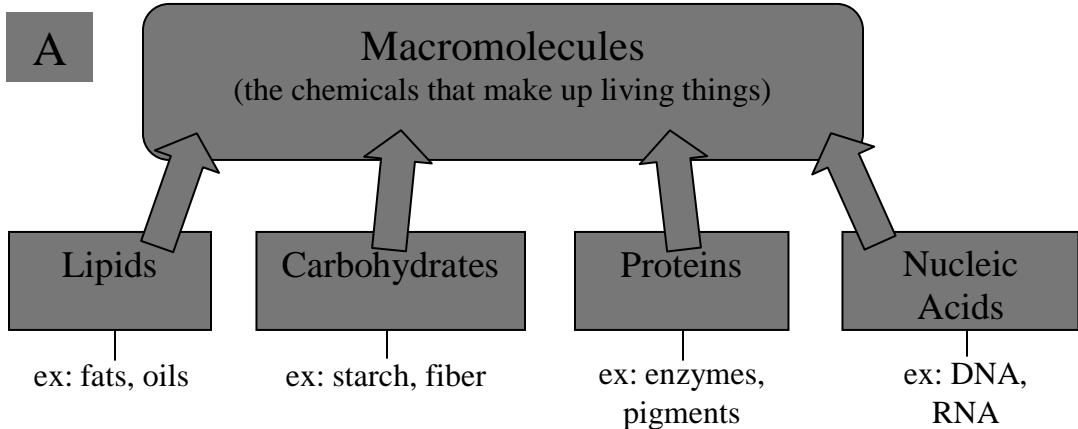 A
Macromolecules
(the chemicals that make up living things)
Lipids
Carbohydrates
Proteins
Nucleic
Acids
ex: fats, oils
ex: starch, fiber
ex: enzymes,
pigments
ex: DNA,
RNA